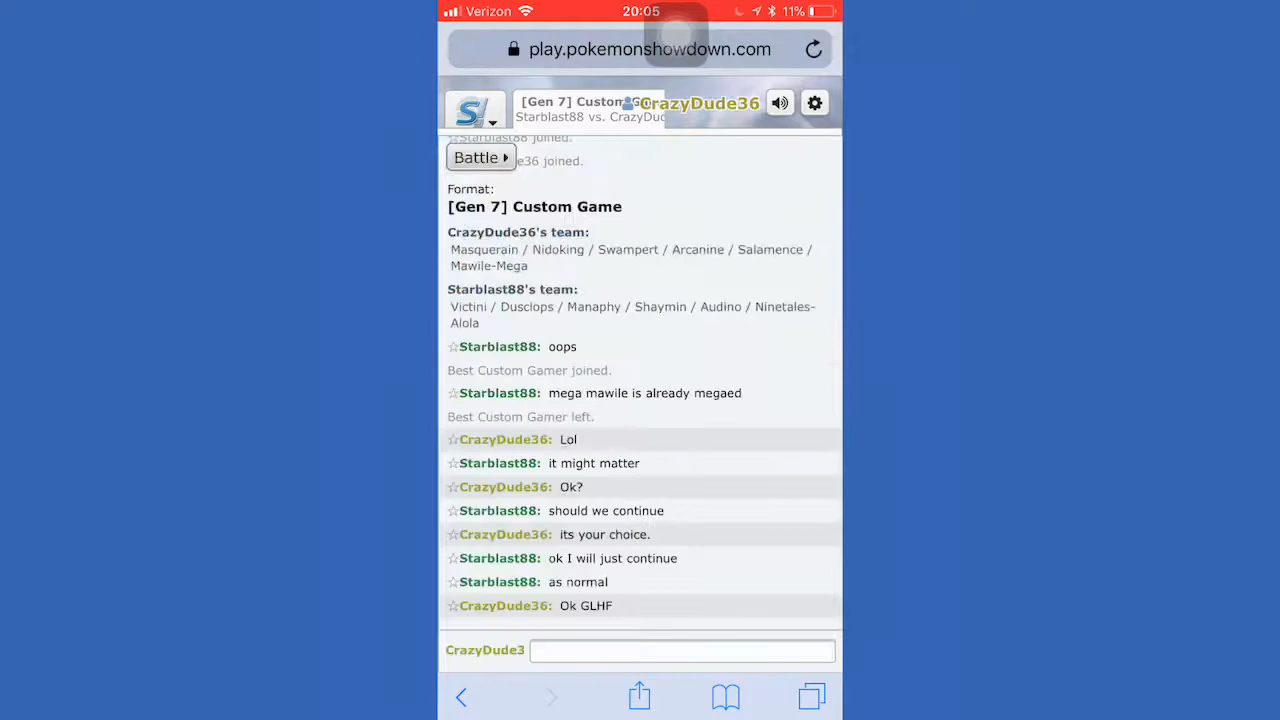 Verizon 20:05 11%
play.pokemonshowdown.com
[Gen 7] Custom
CrazyDude36
Starblast88 vs. CrazyDud
Starblast88 joined.
Battle
e36 joined.
Format:
[Gen 7] Custom Game
CrazyDude36's team:
Masquerain / Nidoking / Swampert / Arcanine / Salamence /
Mawile-Mega
Starblast88's team:
Victini / Dusclops / Manaphy / Shaymin / Audino / Ninetales-
Alola
☆Starblast88: oops
Best Custom Gamer joined.
☆Starblast88: mega mawile is already megaed
Best Custom Gamer left.
☆CrazyDude36: Lol
☆Starblast88: it might matter
☆CrazyDude36: Ok?
☆Starblast88: should we continue
☆CrazyDude36: its your choice.
☆Starblast88: ok I will just continue
☆Starblast88: as normal
☆CrazyDude36: Ok GLHF
CrazyDude3